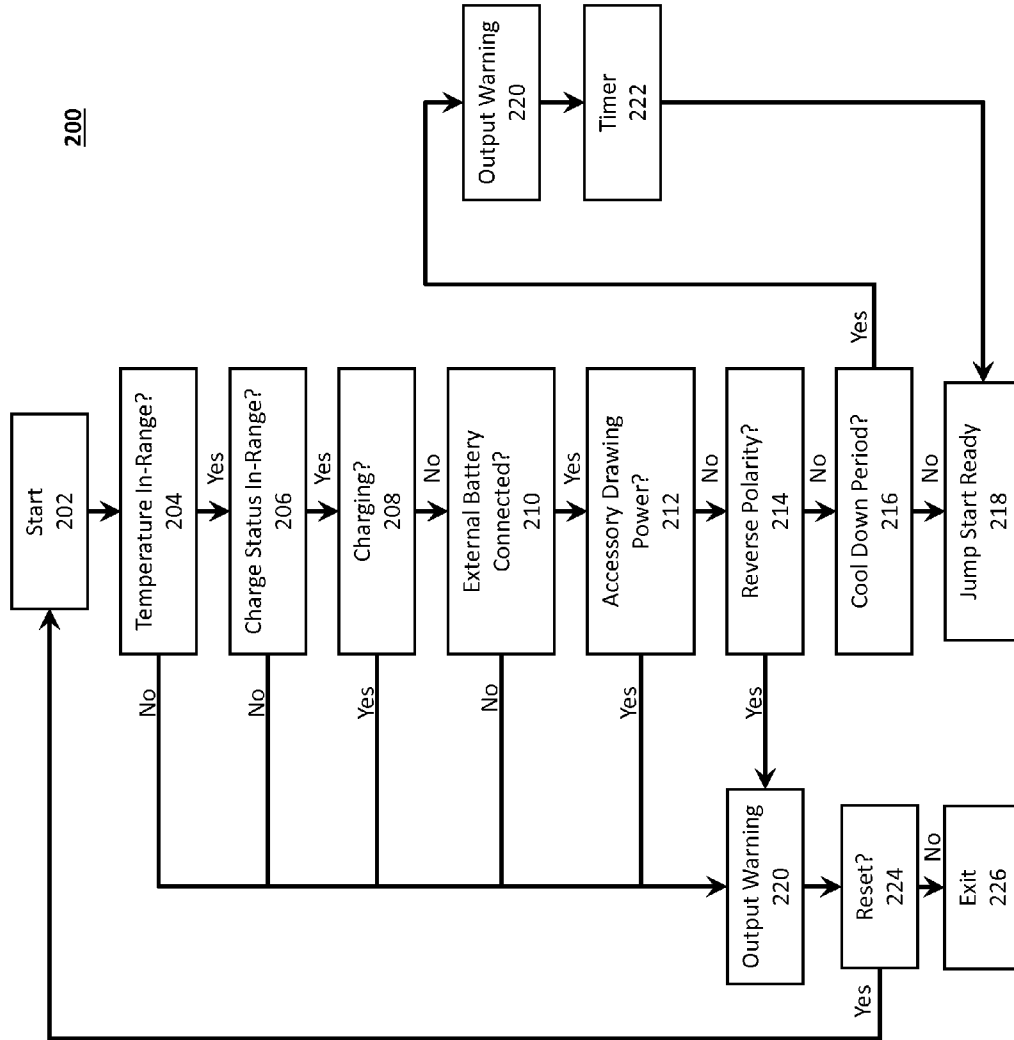 200
Start
202
Temperature In-Range?
204
No
Yes
Charge Status In-Range?
206
No
Yes
Charging?
208
Yes
No
External Battery
Connected?
210
No
Yes
Accessory Drawing
Power?
212
Yes
No
Reverse Polarity?
214
Yes
No
Cool Down Period?
216
Yes
No
Jump Start Ready
218
Output Warning
220
Timer
222
Output Warning
220
Reset?
224
Yes
No
Exit
226